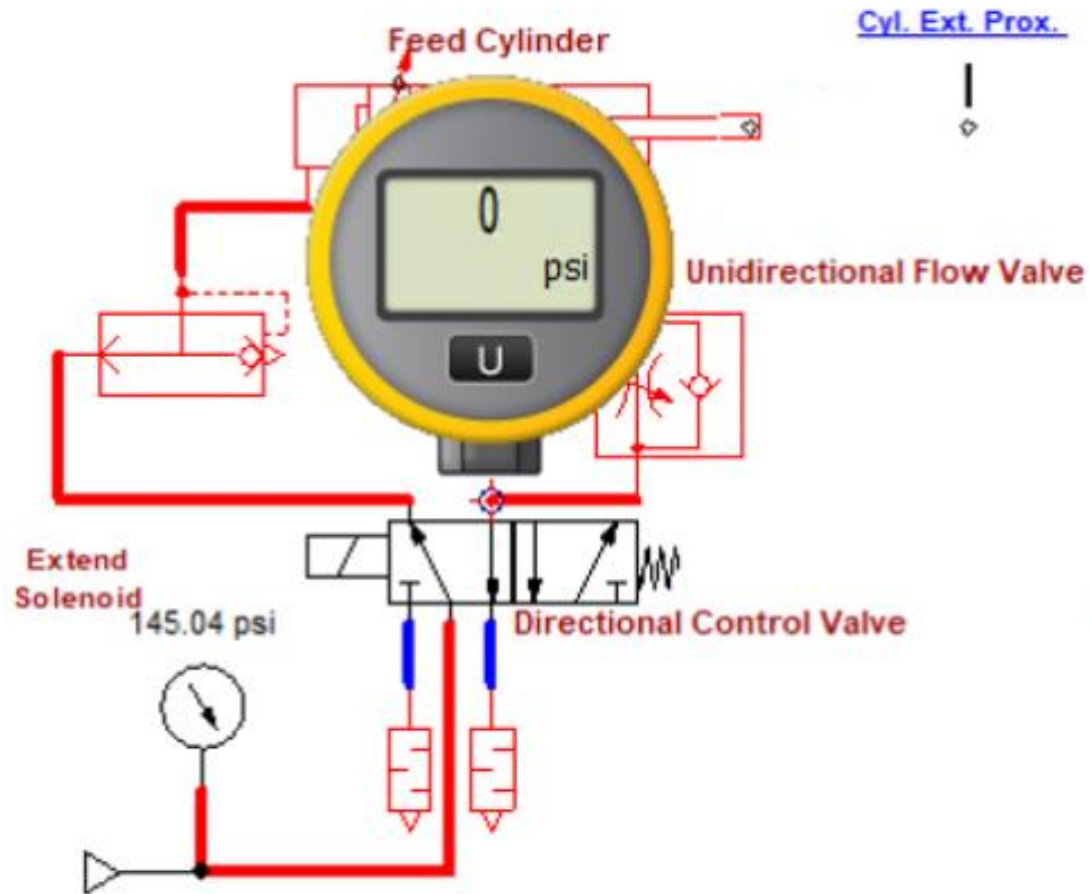 Cyl. Ext. Prox.
Feed Cylinder
0
psi
Unidirectional Flow Valve
U
Extend
Solenoid
145.04 psi
Directional Control Valve